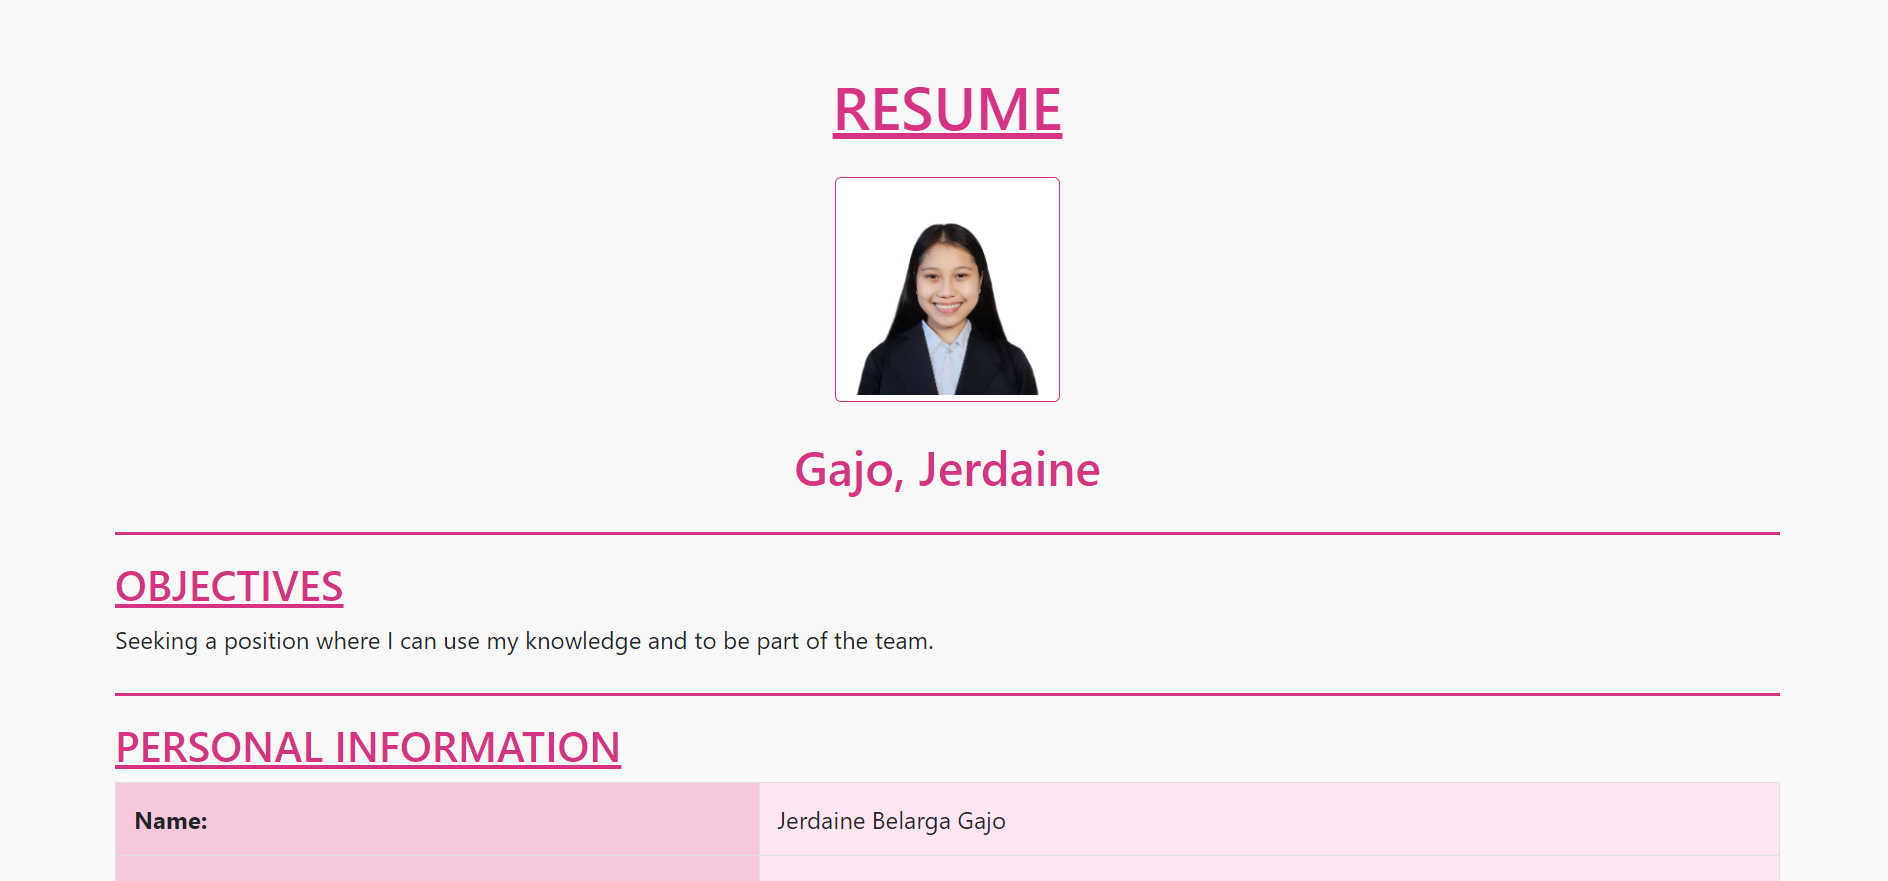 RESUME
Gajo, Jerdaine
OBJECTIVES
Seeking a position where I can use my knowledge and to be part of the team.
PERSONAL INFORMATION
Name: Jerdaine Belarga Gajo